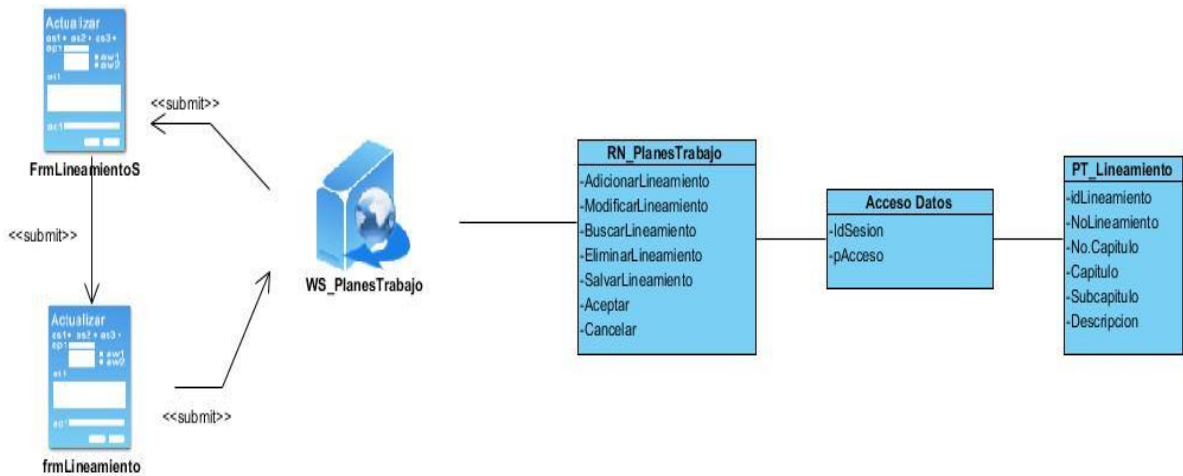 Actualizar
<<submit>>
FrmLineamientoS
<<submit>>
Actualizar
<<submit>>
frmLineamiento
WS_PlanesTrabajo
RN_PlanesTrabajo
-AdicionarLineamiento
-ModificarLineamiento
-BuscarLineamiento
-EliminarLineamiento
-SalvarLineamiento
-Aceptar
-Cancelar
Acceso Datos
-IdSesion
-pAcceso
PT_Lineamiento
-idLineamiento
-NoLineamiento
-No.Capitulo
-Capitulo
-Subcapitulo
-Descripcion